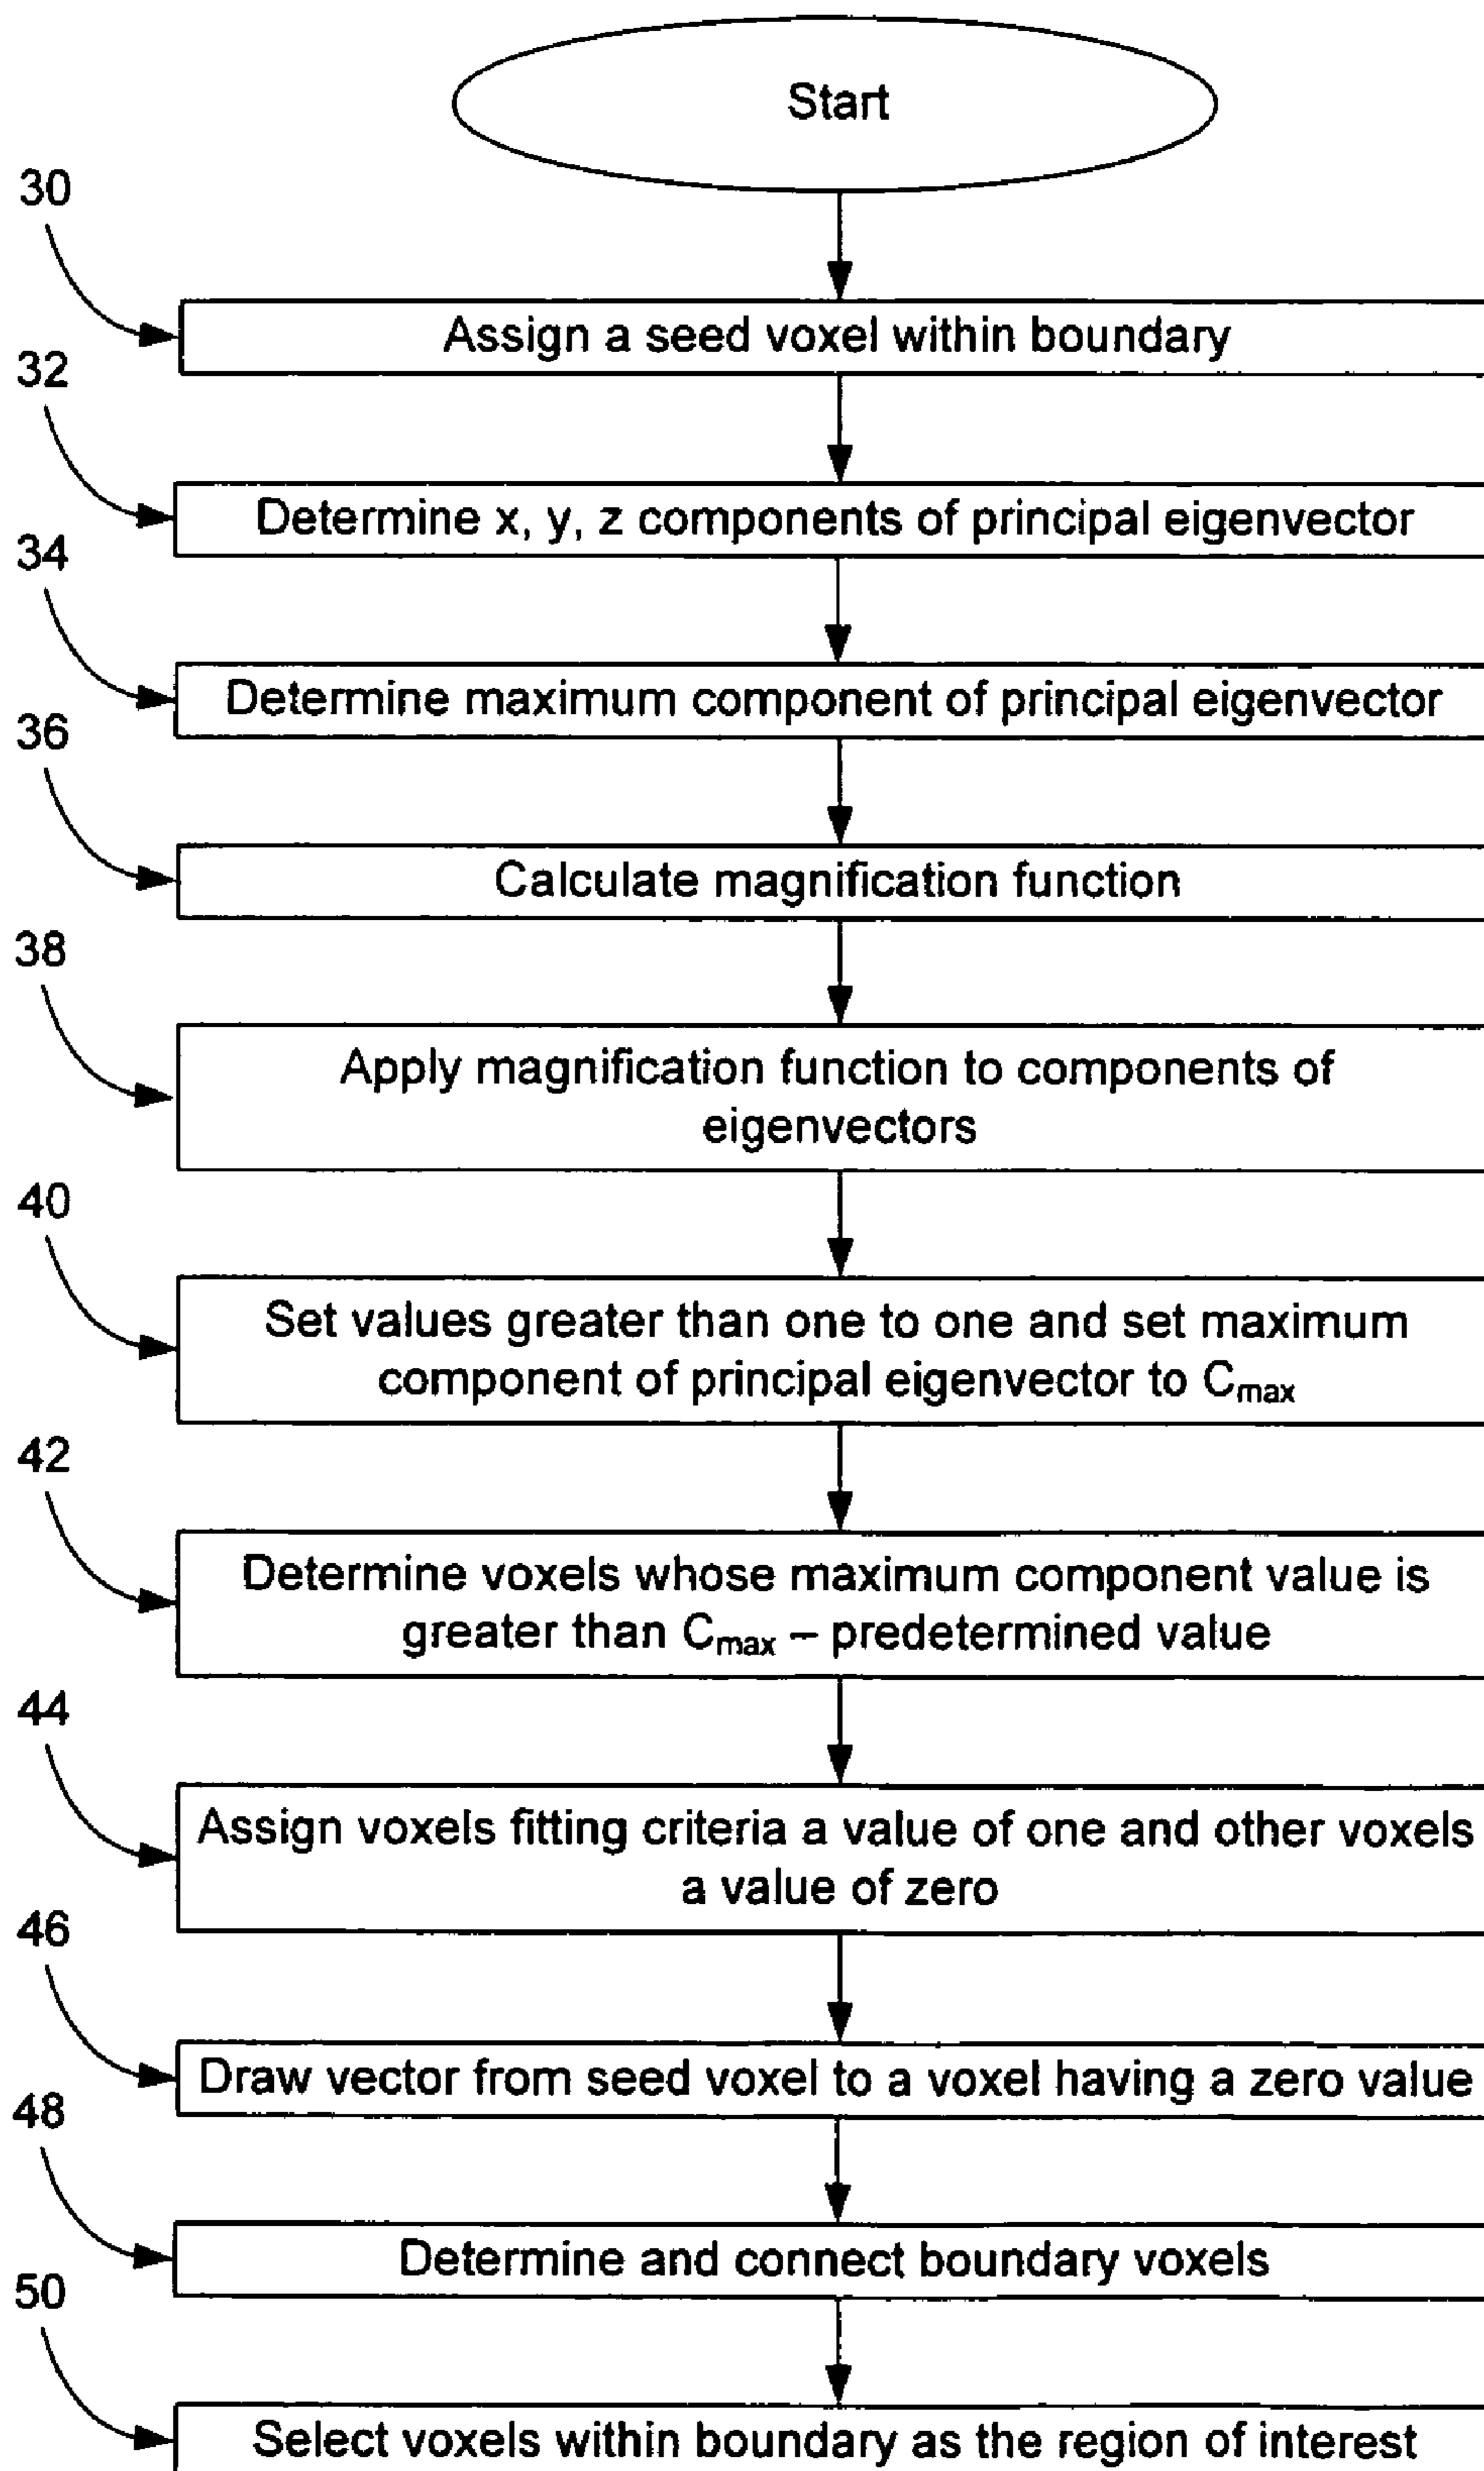 Start
30
Assign a seed voxel within boundary
32
Determine x, y, z components of principal eigenvector
34
Determine maximum component of principal eigenvector
36
Calculate magnification function
38
Apply magnification function to components of
eigenvectors
40
Set values greater than one to one and set maximum
component of principal eigenvector to Cmax
42
Determine voxels whose maximum component value is
greater than Cmax – predetermined value
44
Assign voxels fitting criteria a value of one and other voxels
a value of zero
46
Draw vector from seed voxel to a voxel having a zero value
48
Determine and connect boundary voxels
50
Select voxels within boundary as the region of interest